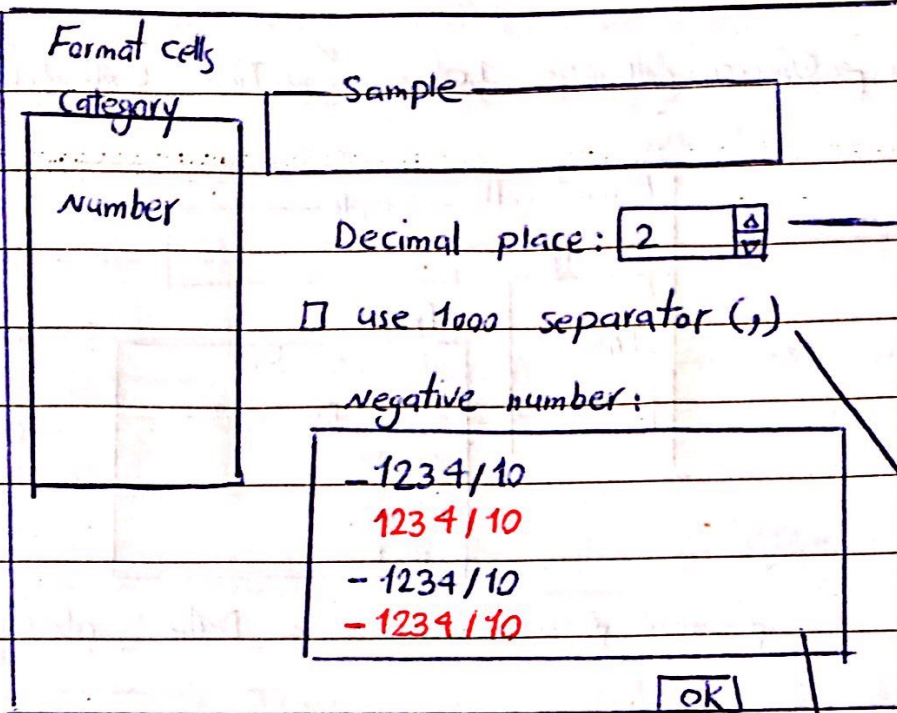 Format cells
Category
Sample
Number
Decimal place: 2
use 1000 separator (,)
Negative number:
-1234/10
1234/10
-1234/10
-1234/10
ok